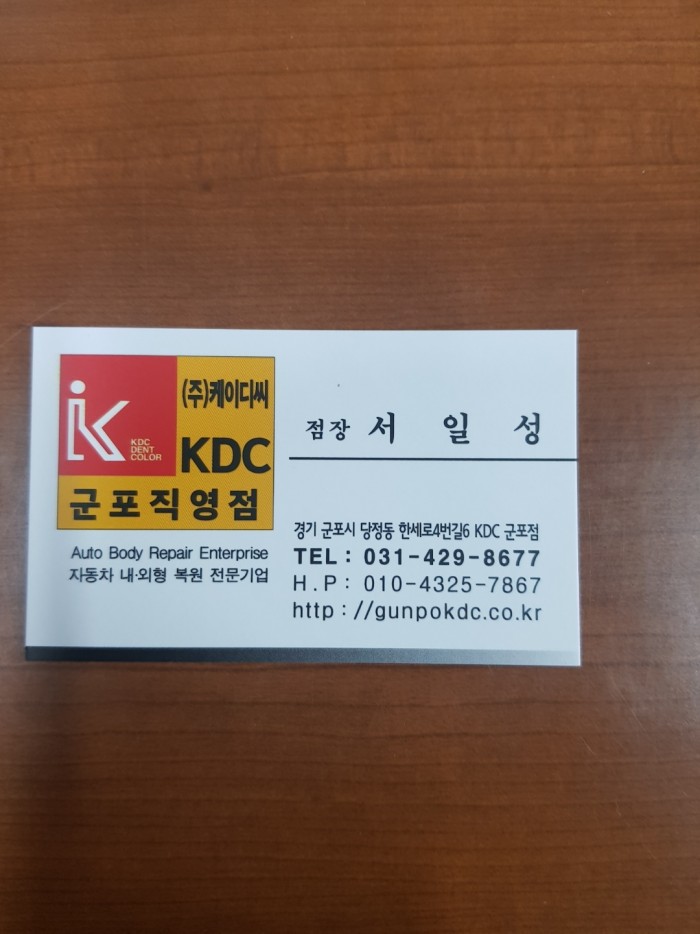 (주)케이디씨
iK
KDC
DENT
COLOR
KDC
군포직영점
Auto Body Repair Enterprise
자동차 내·외형 복원 전문기업
점장 서 일 성
경기 군포시 당정동 한세로4번길6 KDC 군포점
TEL : 031-429-8677
H.P : 010-4325-7867
http : //gunpokdc.co.kr